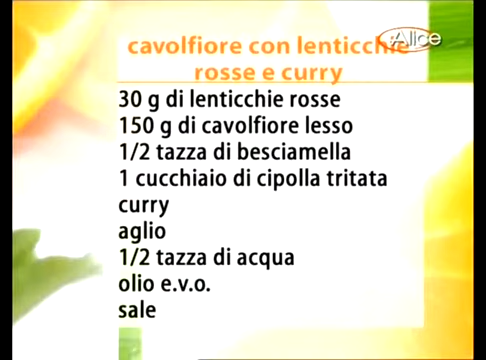 Alice
cavolfiore con lenticchie
rosse e curry
30 g di lenticchie rosse
150 g di cavolfiore lesso
1/2 tazza di besciamella
1 cucchiaio di cipolla tritata
curry
aglio
1/2 tazza di acqua
olio e.v.o.
sale